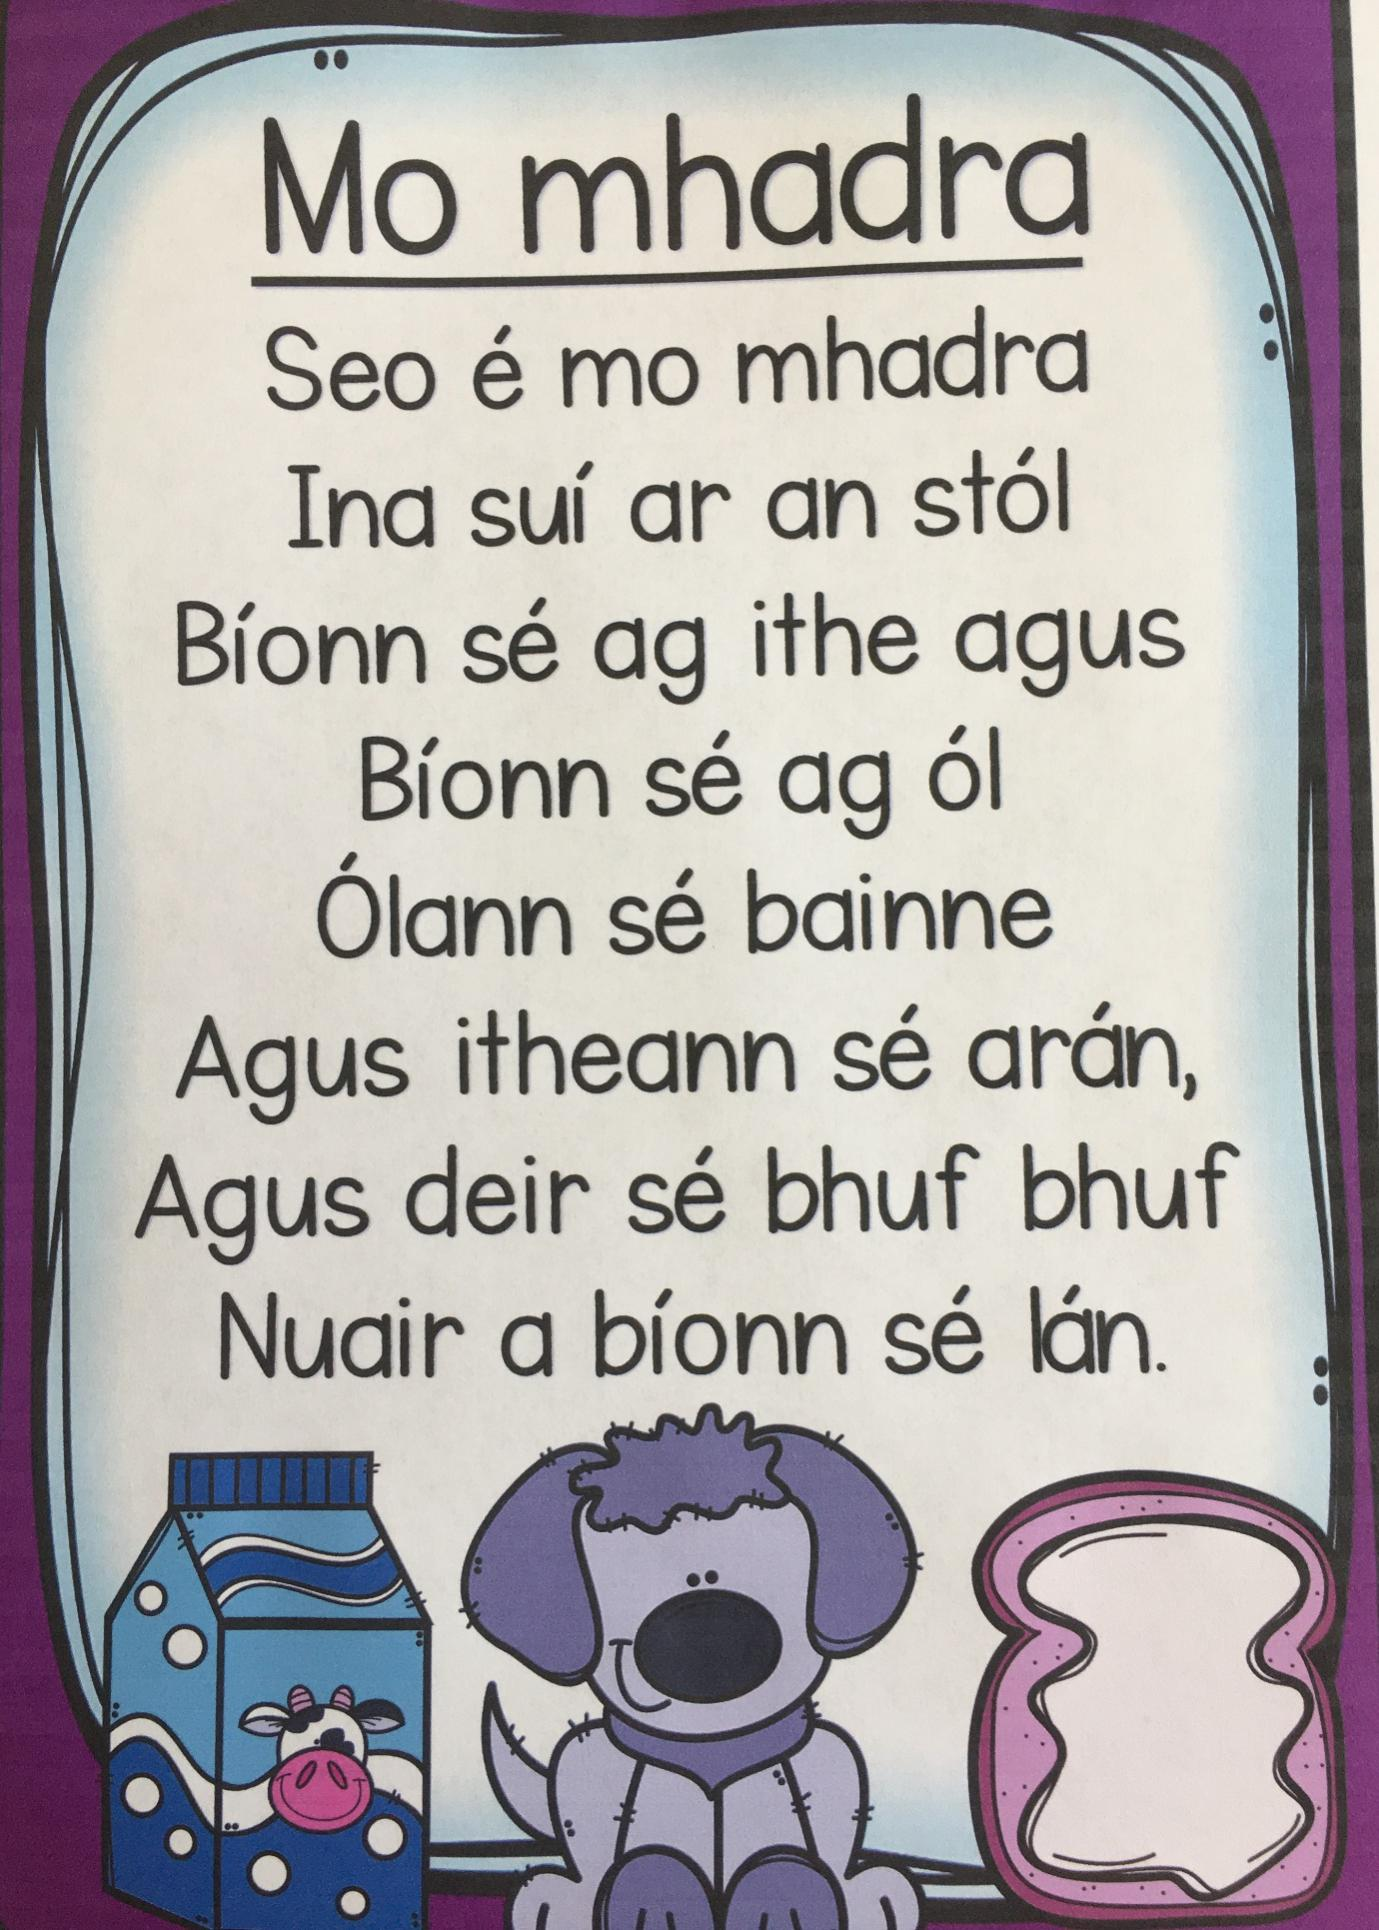 Mo mhadra
Seo é mo mhadra
Ina suí ar an stól
Bíonn sé ag ithe agus
Bíonn sé ag ól
Ólann sé bainne
Agus itheann sé arán,
Agus deir sé bhuf bhuf
Nuair a bíonn sé lán.